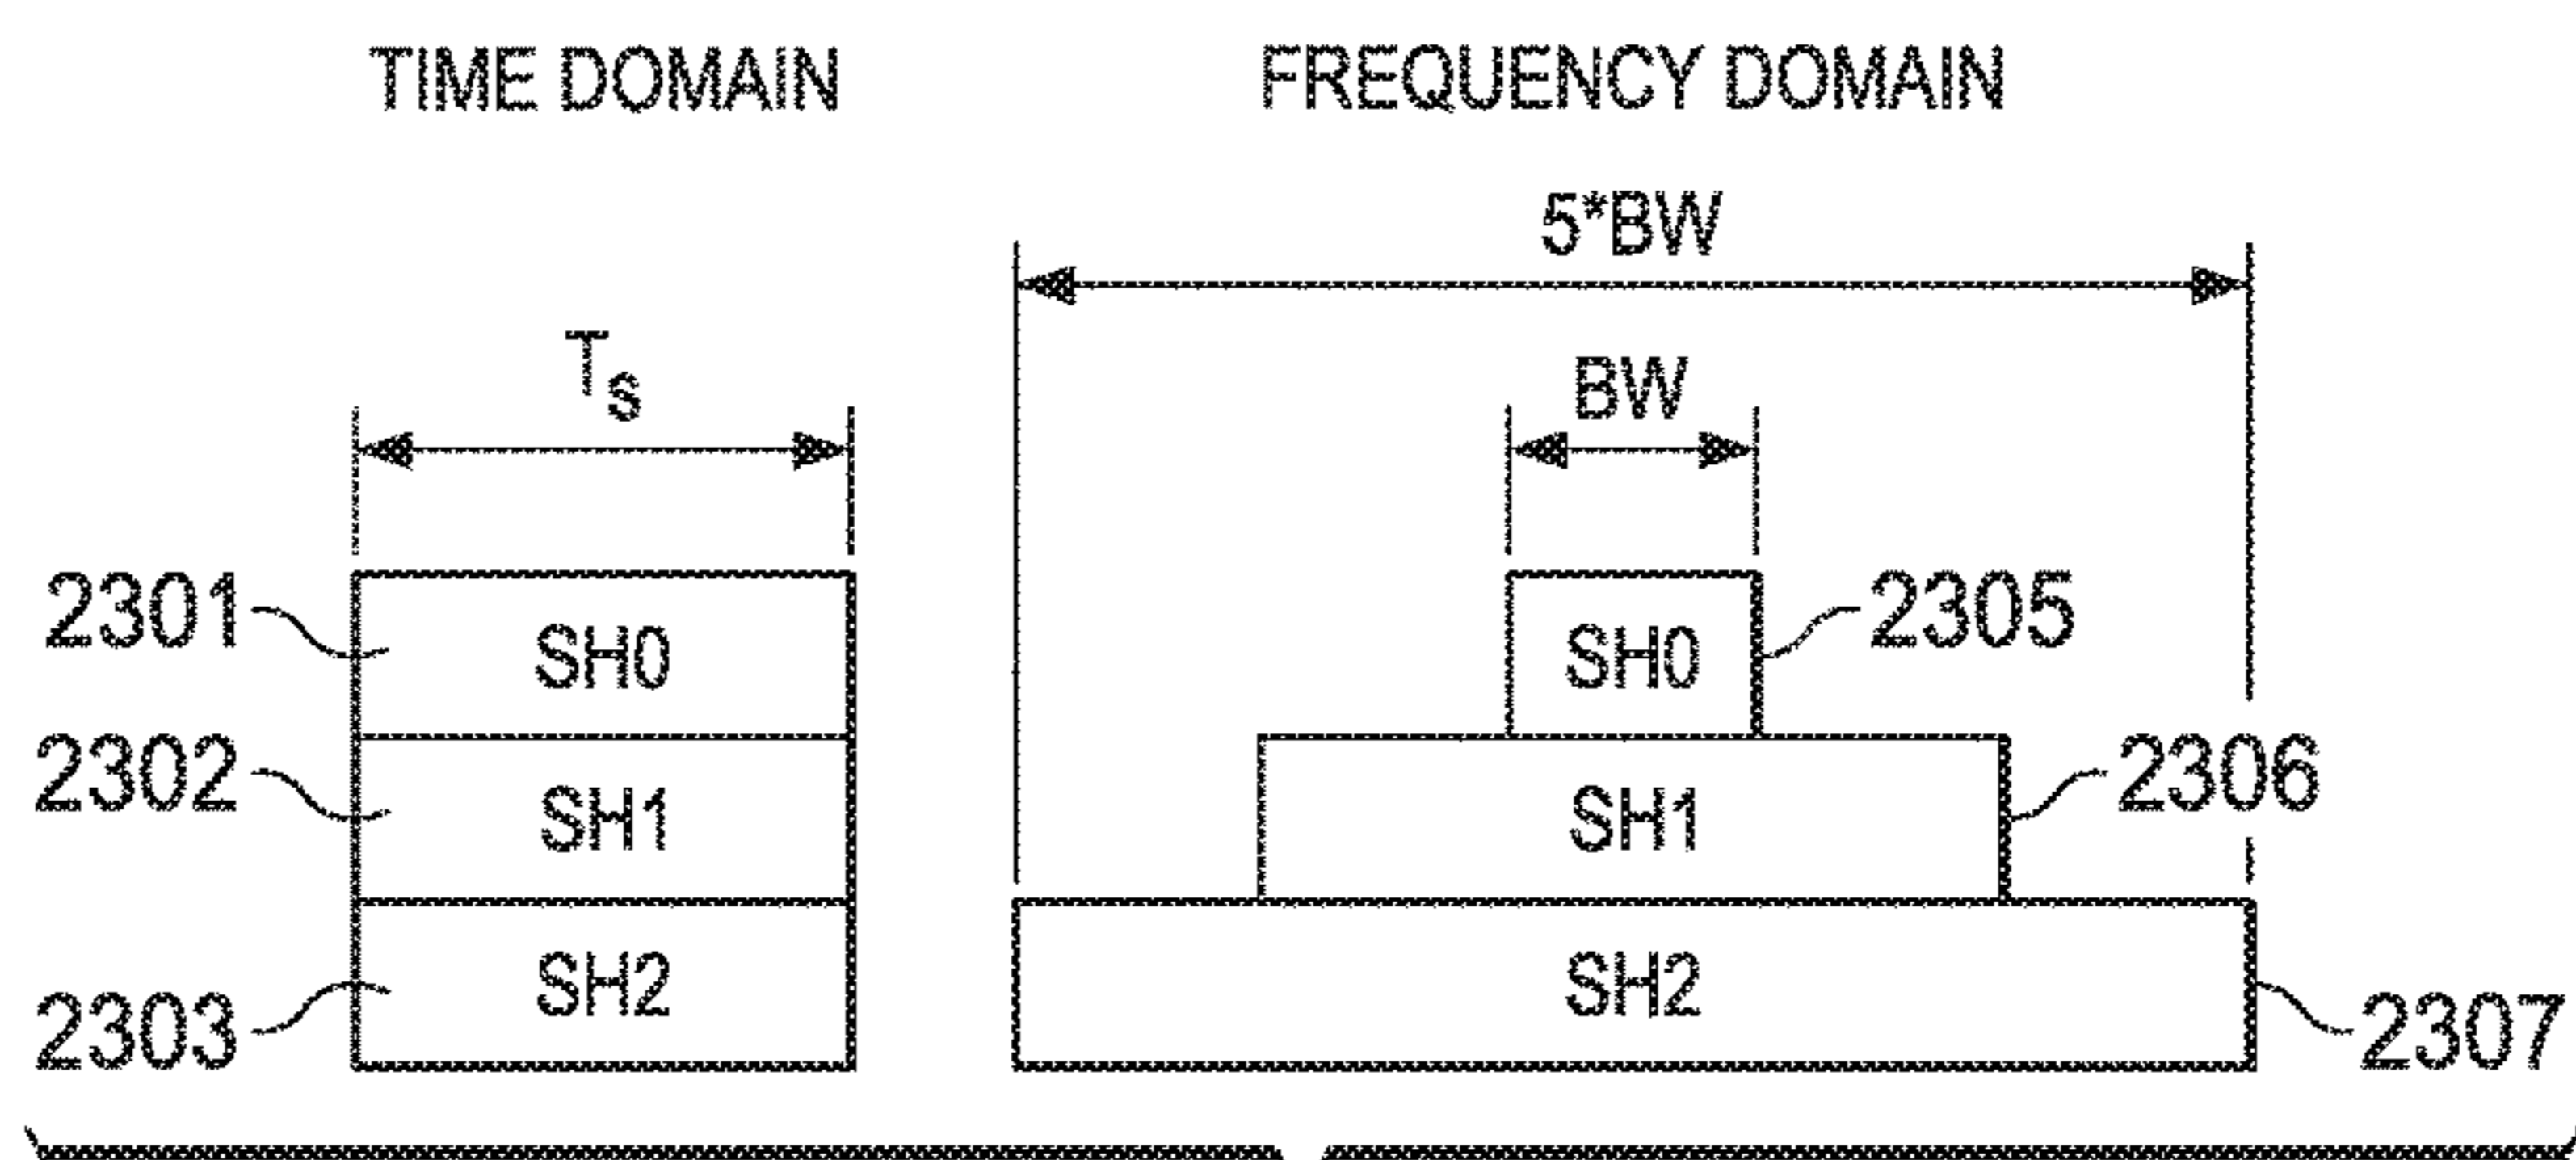 TIME DOMAIN
FREQUENCY DOMAIN
5*BW
TS
BW
2301
SH0
SH0
2305
2302
SH1
SH1
2306
2303
SH2
SH2
2307